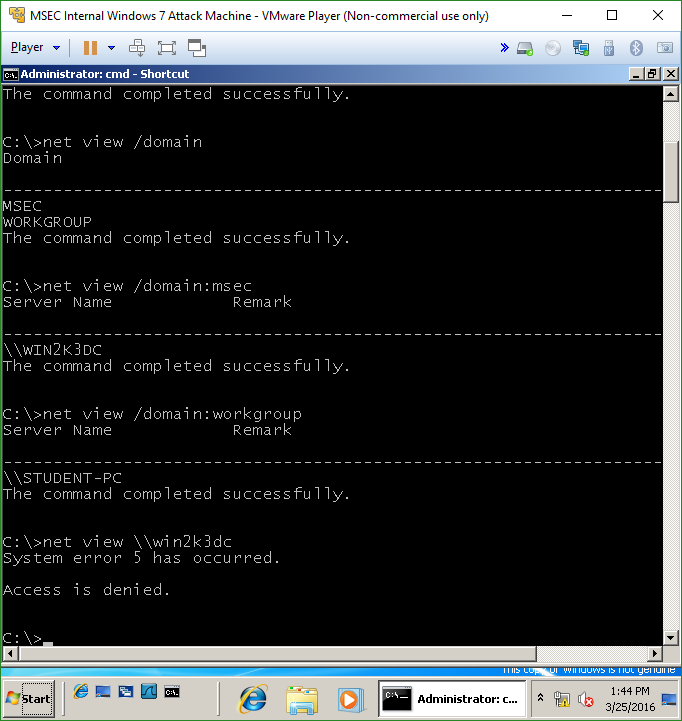 MSEC Internal Windows 7 Attack Machine - VMware Player (Non-commercial use only)
Player
Administrator: cmd - Shortcut
The command completed successfully.
C:\>net view /domain
Domain
-------------------------------------------------------------------
MSEC
WORKGROUP
The command completed successfully.
C:\>net view /domain:msec
Server Name            Remark
-------------------------------------------------------------------
\\WIN2K3DC
The command completed successfully.
C:\>net view /domain:workgroup
Server Name            Remark
-------------------------------------------------------------------
\\STUDENT-PC
The command completed successfully.
C:\>net view \\win2k3dc
System error 5 has occurred.
Access is denied.
C:\>_
This copy of Windows is not genuine
Start
Administrator: c...
1:44 PM
3/25/2016